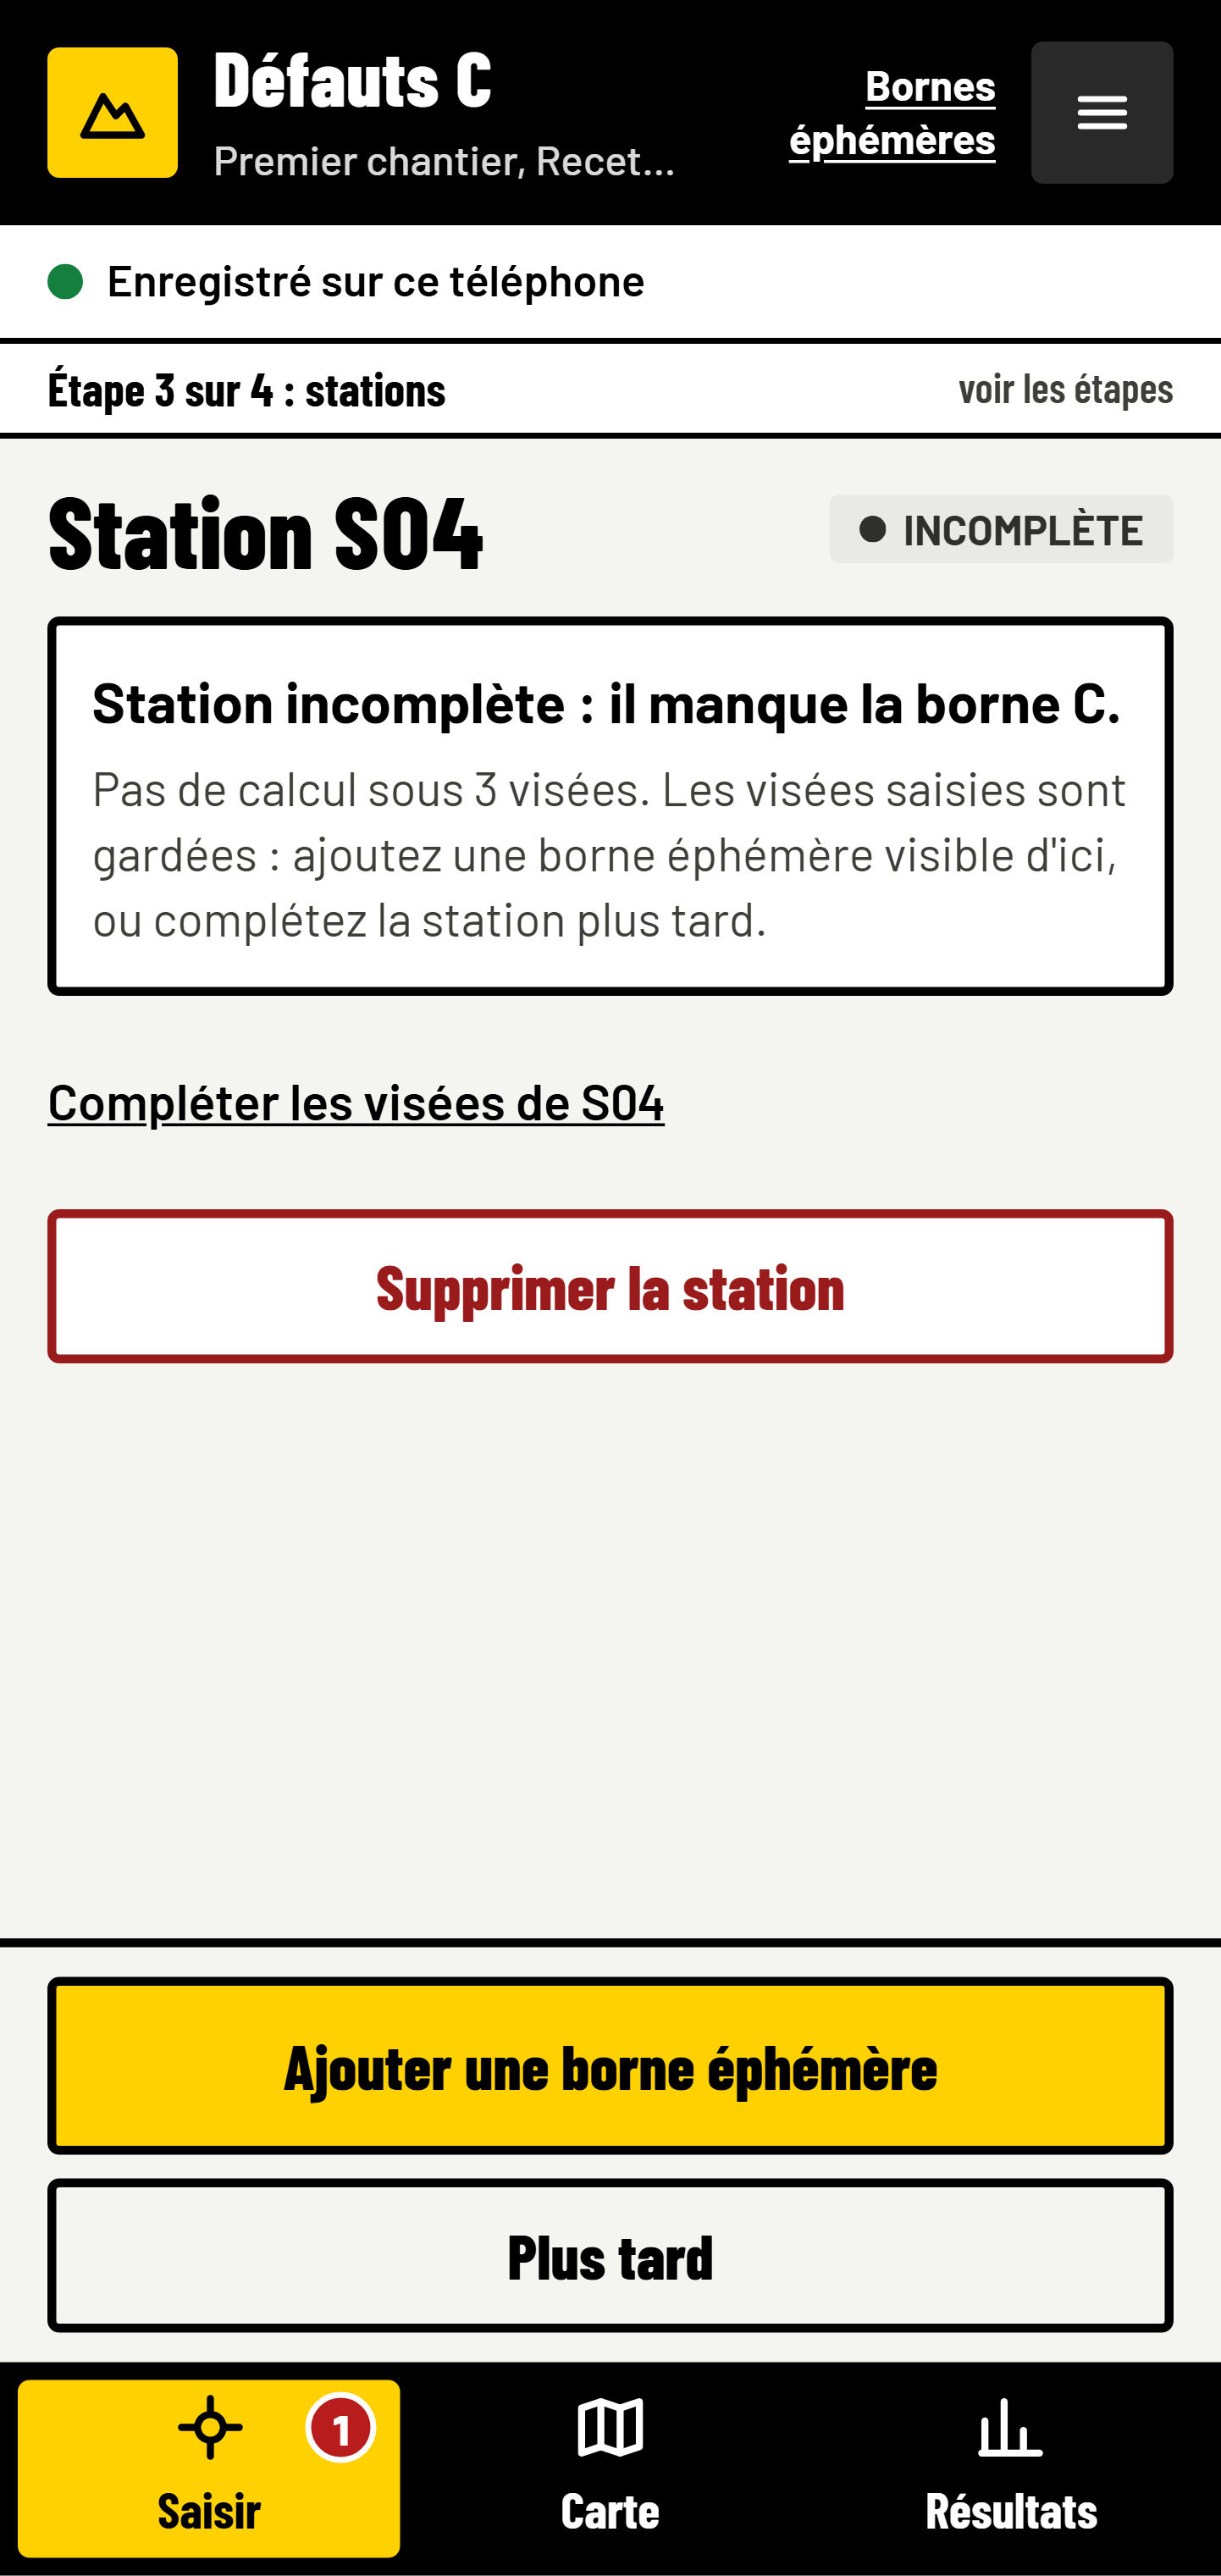 Défauts C
Premier chantier, Recet...
Bornes
éphémères
Enregistré sur ce téléphone
Étape 3 sur 4 : stations
voir les étapes
Station S04
INCOMPLÈTE
Station incomplète : il manque la borne C.
Pas de calcul sous 3 visées. Les visées saisies sont
gardées : ajoutez une borne éphémère visible d'ici,
ou complétez la station plus tard.
Compléter les visées de S04
Supprimer la station
Ajouter une borne éphémère
Plus tard
1
Saisir
Carte
Résultats